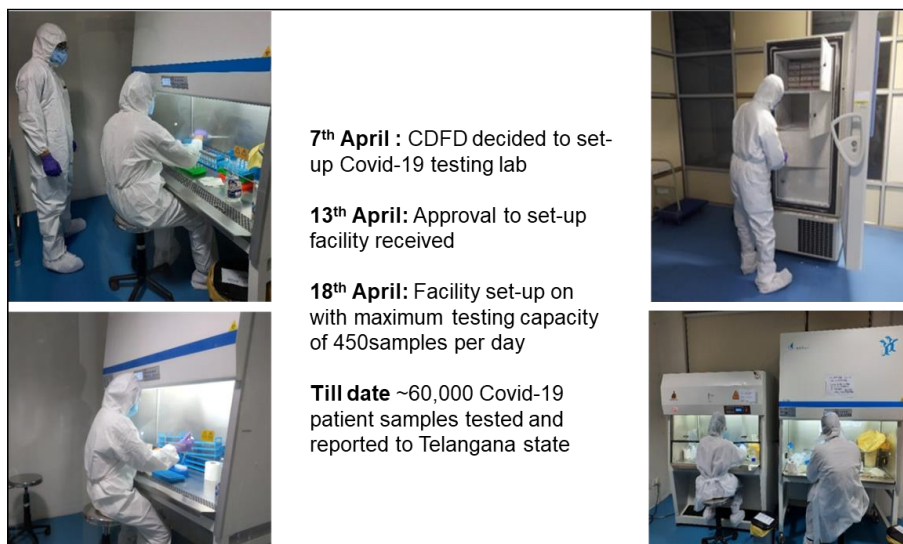 7th April : CDFD decided to set-
up Covid-19 testing lab
13th April: Approval to set-up
facility received
18th April: Facility set-up on
with maximum testing capacity
of 450samples per day
Till date ~60,000 Covid-19
patient samples tested and
reported to Telangana state